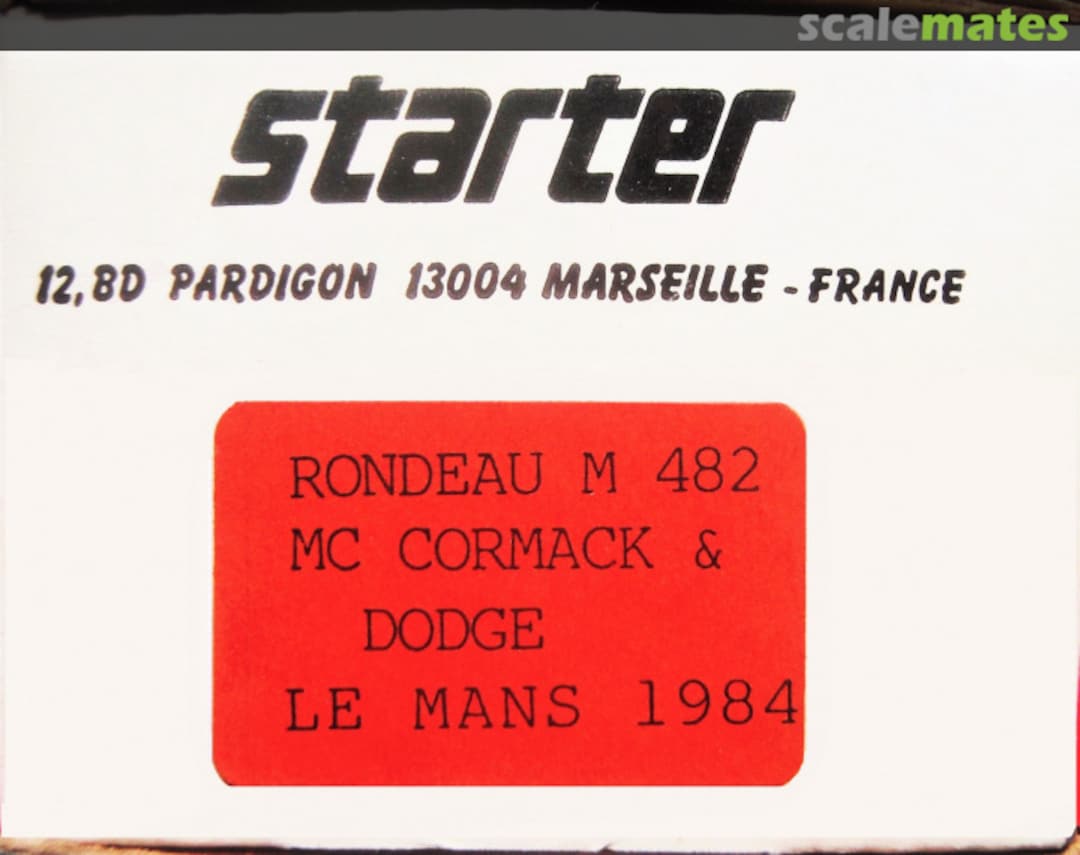 scalemates
starter
12, BD PARDIGON 13004 MARSEILLE - FRANCE
RONDEAU M 482
MC CORMACK &
DODGE
LE MANS 1984